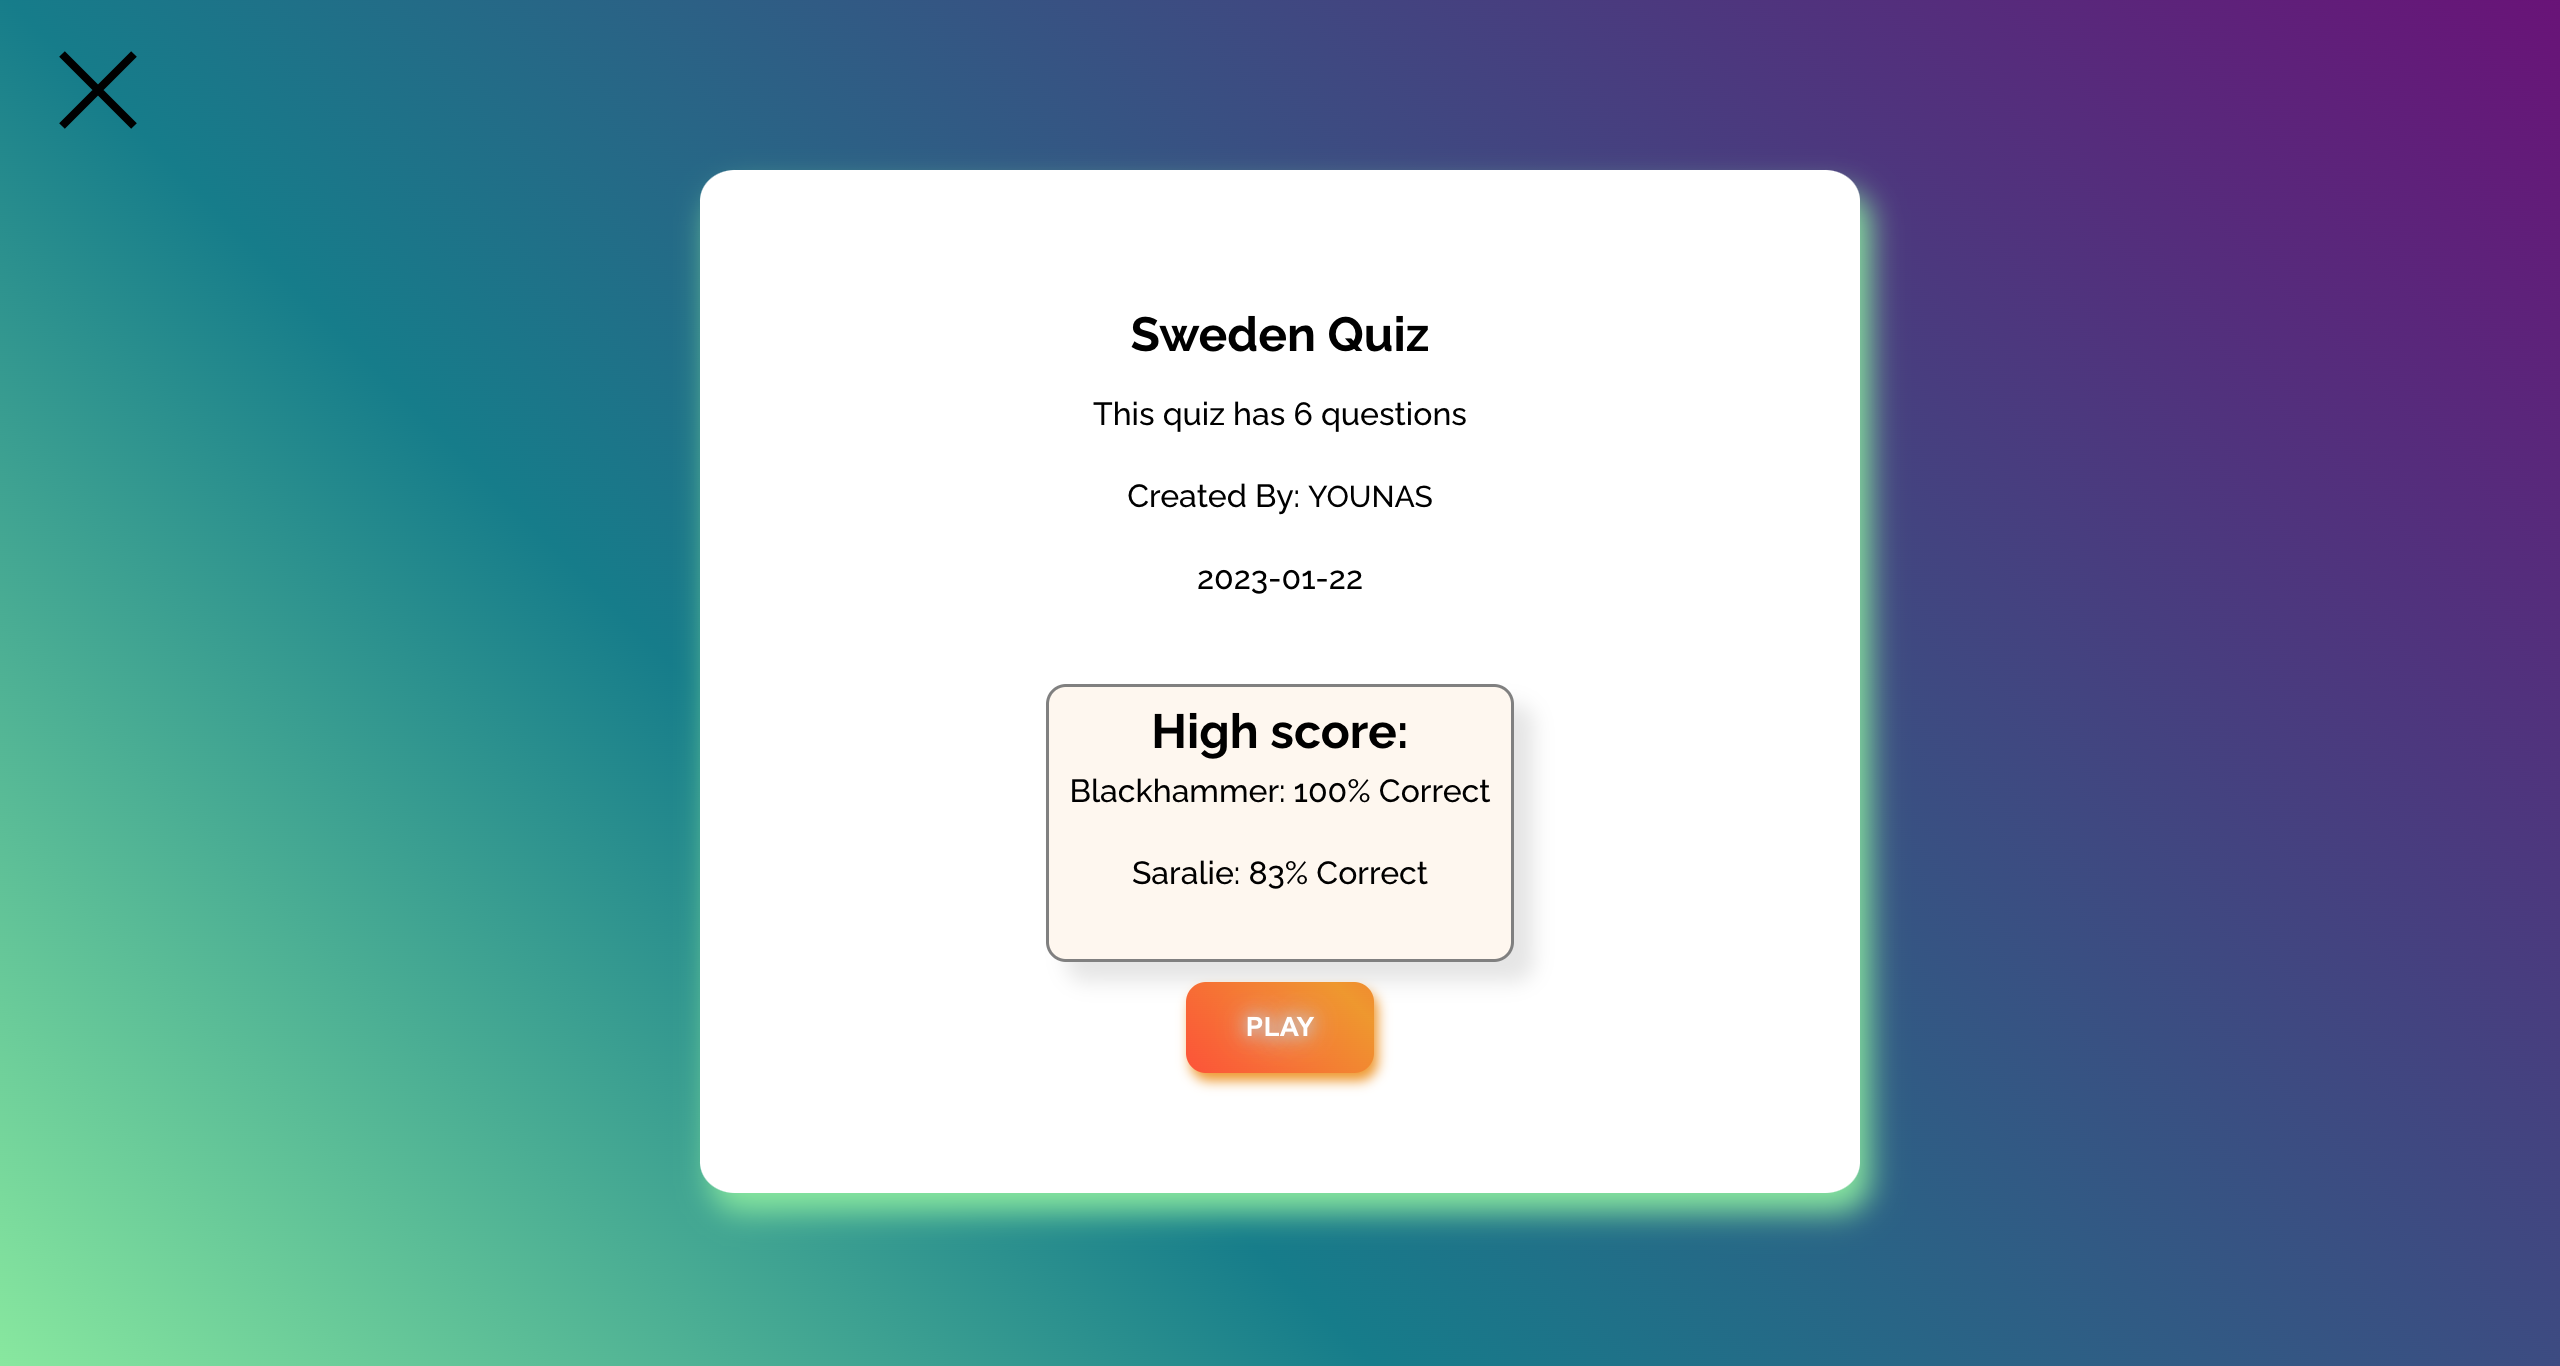 Sweden Quiz
This quiz has 6 questions
Created By: YOUNAS
2023-01-22
High score:
Blackhammer: 100% Correct
Saralie: 83% Correct
PLAY